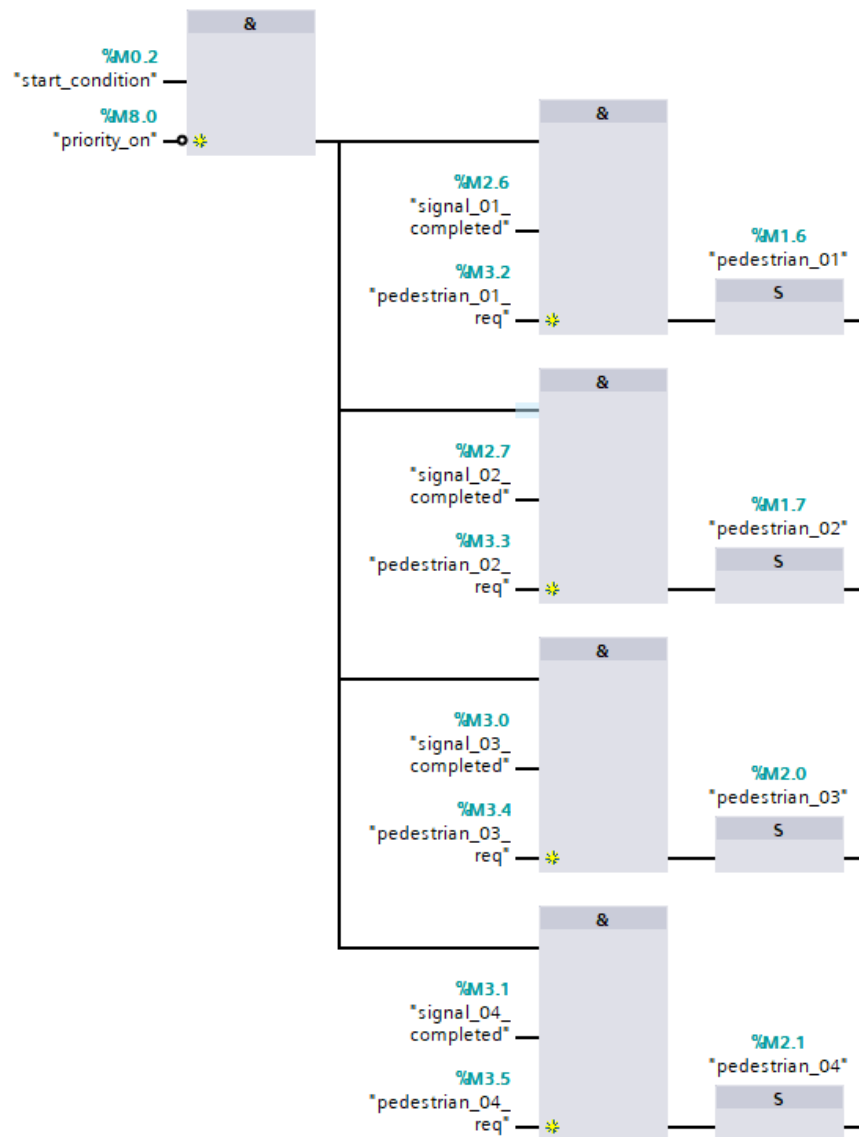 &
%M0.2
"start_condition"
%M8.0
"priority_on"
&
%M2.6
"signal_01_
completed"
%M3.2
"pedestrian_01_
req"
%M1.6
"pedestrian_01"
S
&
%M2.7
"signal_02_
completed"
%M3.3
"pedestrian_02_
req"
%M1.7
"pedestrian_02"
S
&
%M3.0
"signal_03_
completed"
%M3.4
"pedestrian_03_
req"
%M2.0
"pedestrian_03"
S
&
%M3.1
"signal_04_
completed"
%M3.5
"pedestrian_04_
req"
%M2.1
"pedestrian_04"
S